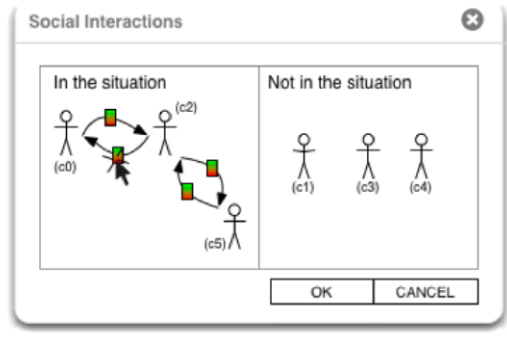 Social Interactions
In the situation
Not in the situation
(c2)
(c0)
(c1)
(c3)
(c4)
(c5)
OK
CANCEL